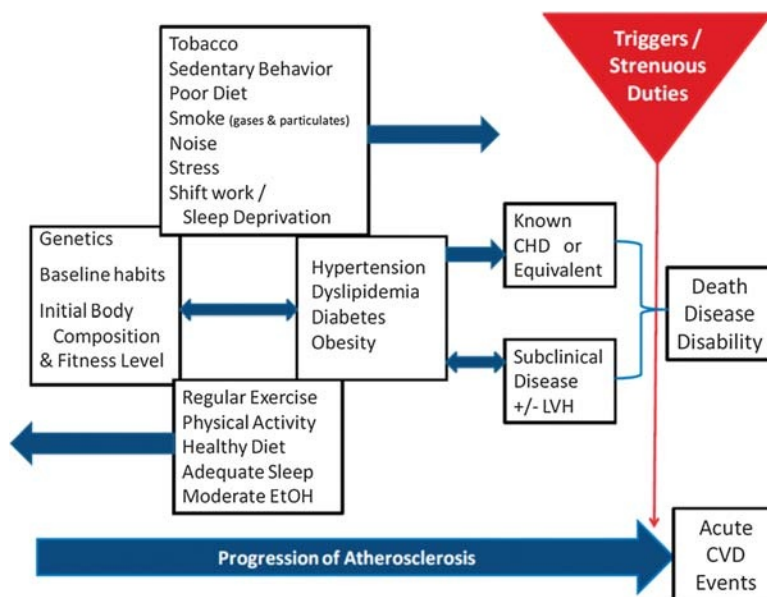 Tobacco
Sedentary Behavior
Poor Diet
Smoke (gases & particulates)
Noise
Stress
Shift work /
Sleep Deprivation
Triggers /
Strenuous
Duties
Genetics
Baseline habits
Initial Body
Composition
& Fitness Level
Hypertension
Dyslipidemia
Diabetes
Obesity
Known
CHD or
Equivalent
Subclinical
Disease
+/- LVH
Death
Disease
Disability
Regular Exercise
Physical Activity
Healthy Diet
Adequate Sleep
Moderate EtOH
Progression of Atherosclerosis
Acute
CVD
Events